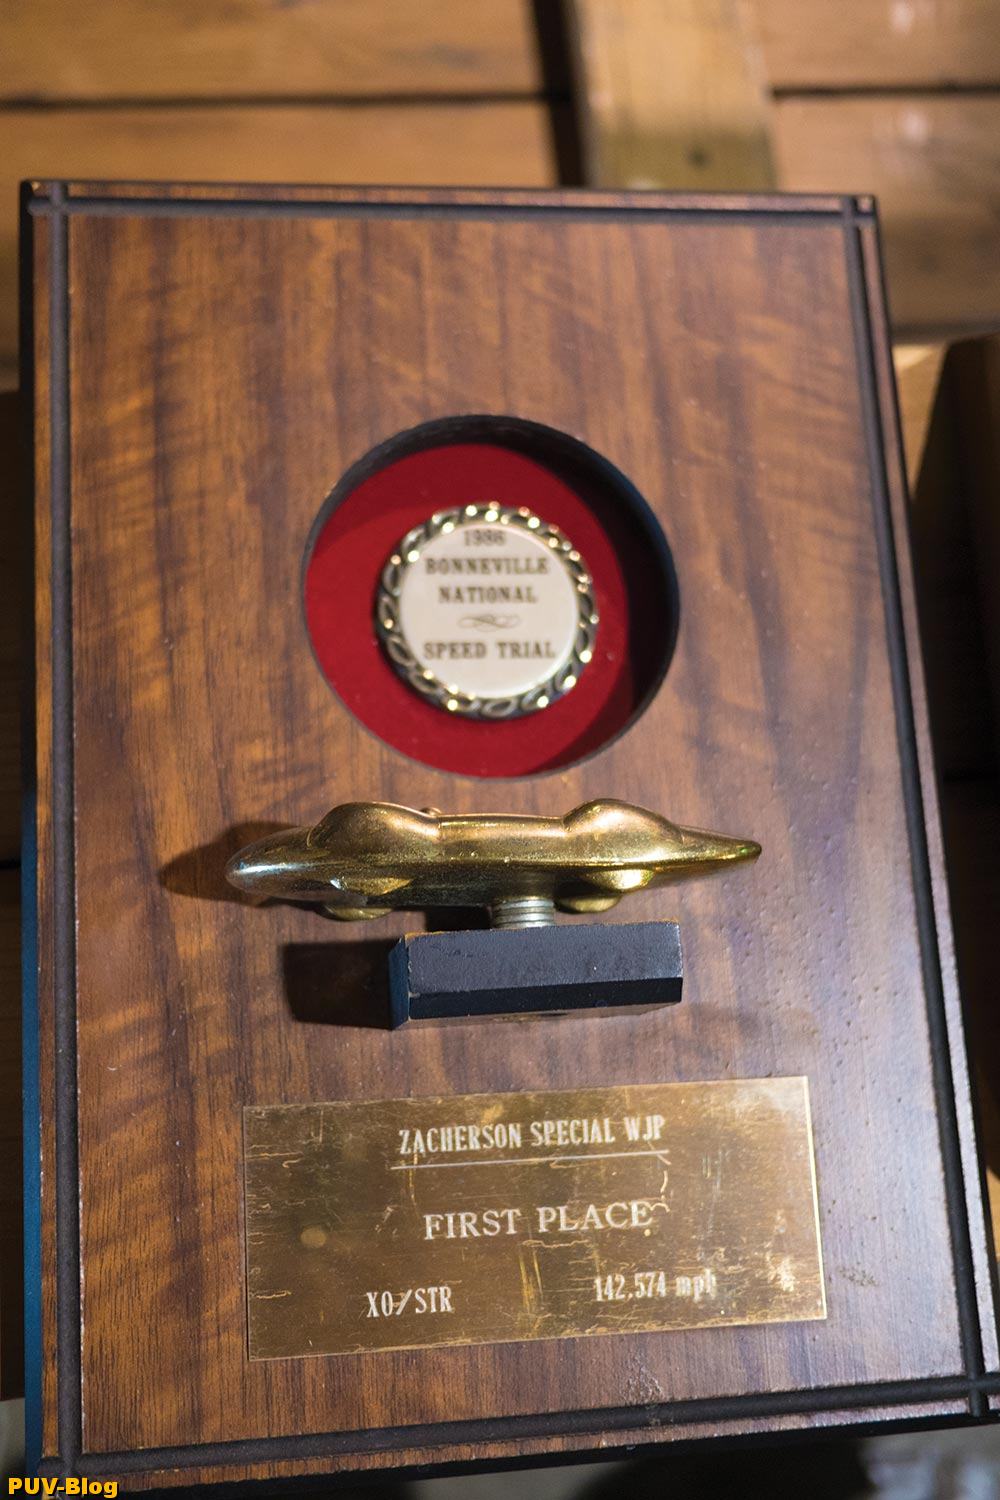 1986
BONNEVILLE
NATIONAL
SPEED TRIAL
ZACHERSON SPECIAL WJP
FIRST PLACE
XO/STR 142.574 mph
PUV-Blog